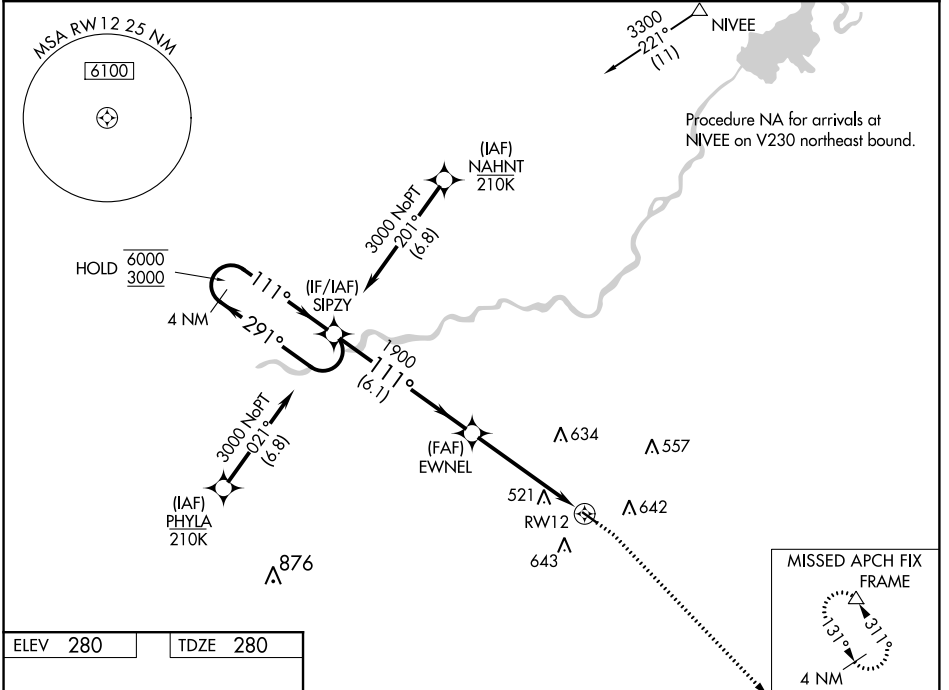 MSA RW12 25 NM
6100
3300
221°
(11)
NIVEE
Procedure NA for arrivals at
NIVEE on V230 northeast bound.
(IAF)
NAHNT
210K
3000 NoPT
201°
(6.8)
HOLD 6000
3000
111°
4 NM
291°
(IF/IAF)
SIPZY
1900
111°
(6.1)
3000 NoPT
021°
(6.8)
(FAF)
EWNEL
634
557
(IAF)
PHYLA
210K
521
RW12
642
643
876
MISSED APCH FIX
FRAME
131°
311°
4 NM
ELEV 280
TDZE 280